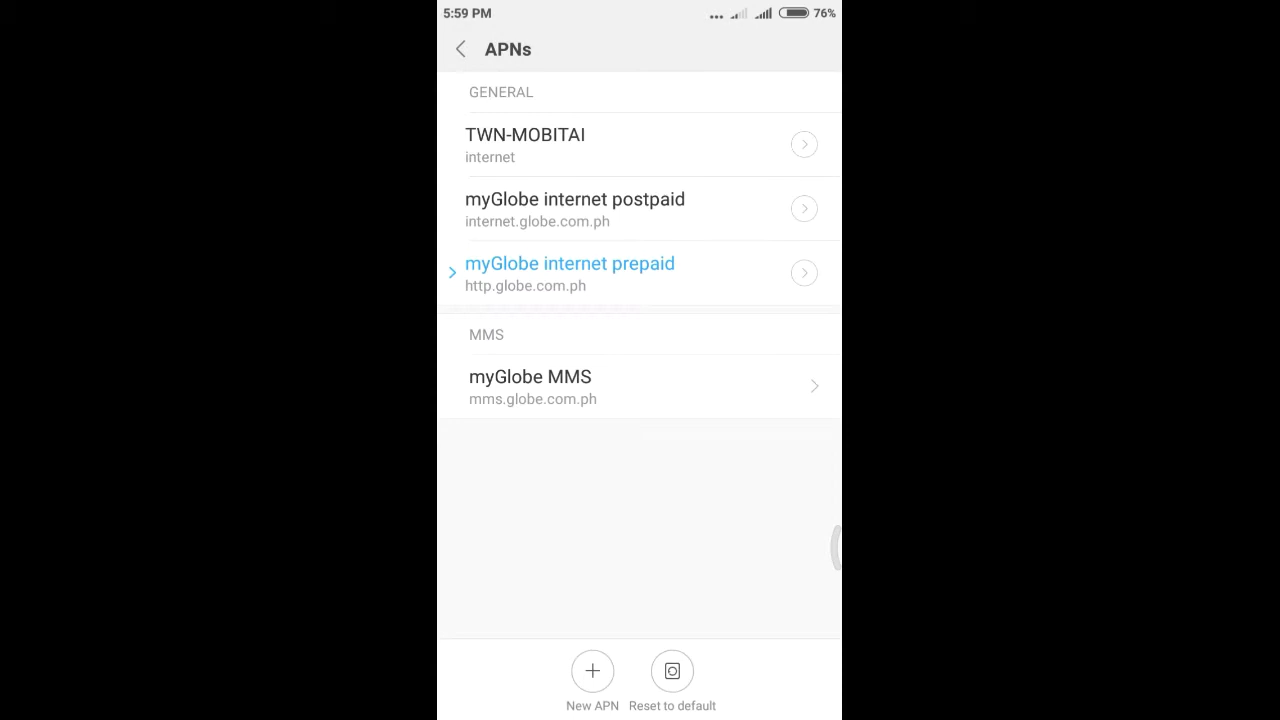 5:59 PM
76%
APNs
GENERAL
TWN-MOBITAI
internet
myGlobe internet postpaid
internet.globe.com.ph
myGlobe internet prepaid
http.globe.com.ph
MMS
myGlobe MMS
mms.globe.com.ph
New APN
Reset to default